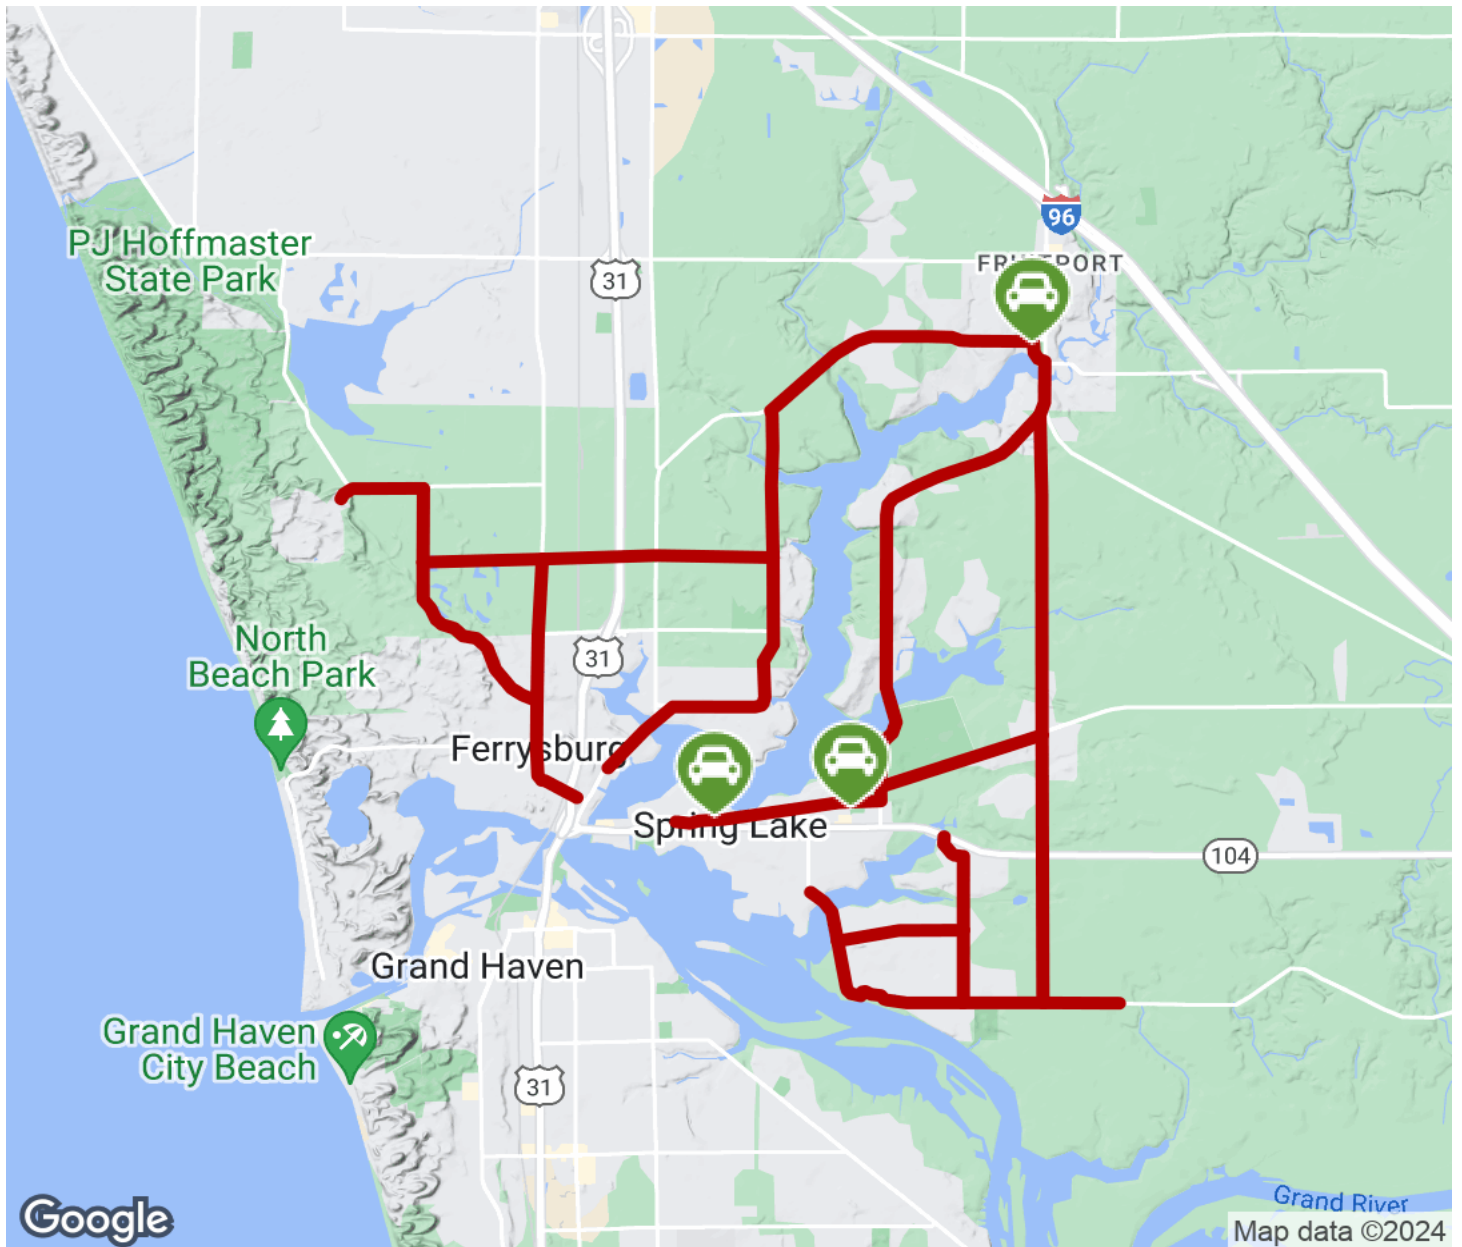 96
FRUITPORT
PJ Hoffmaster
State Park
31
North
Beach Park
31
Ferrysburg
Spring Lake
104
Grand Haven
Grand Haven
City Beach
31
Grand River
Google
Map data ©2024